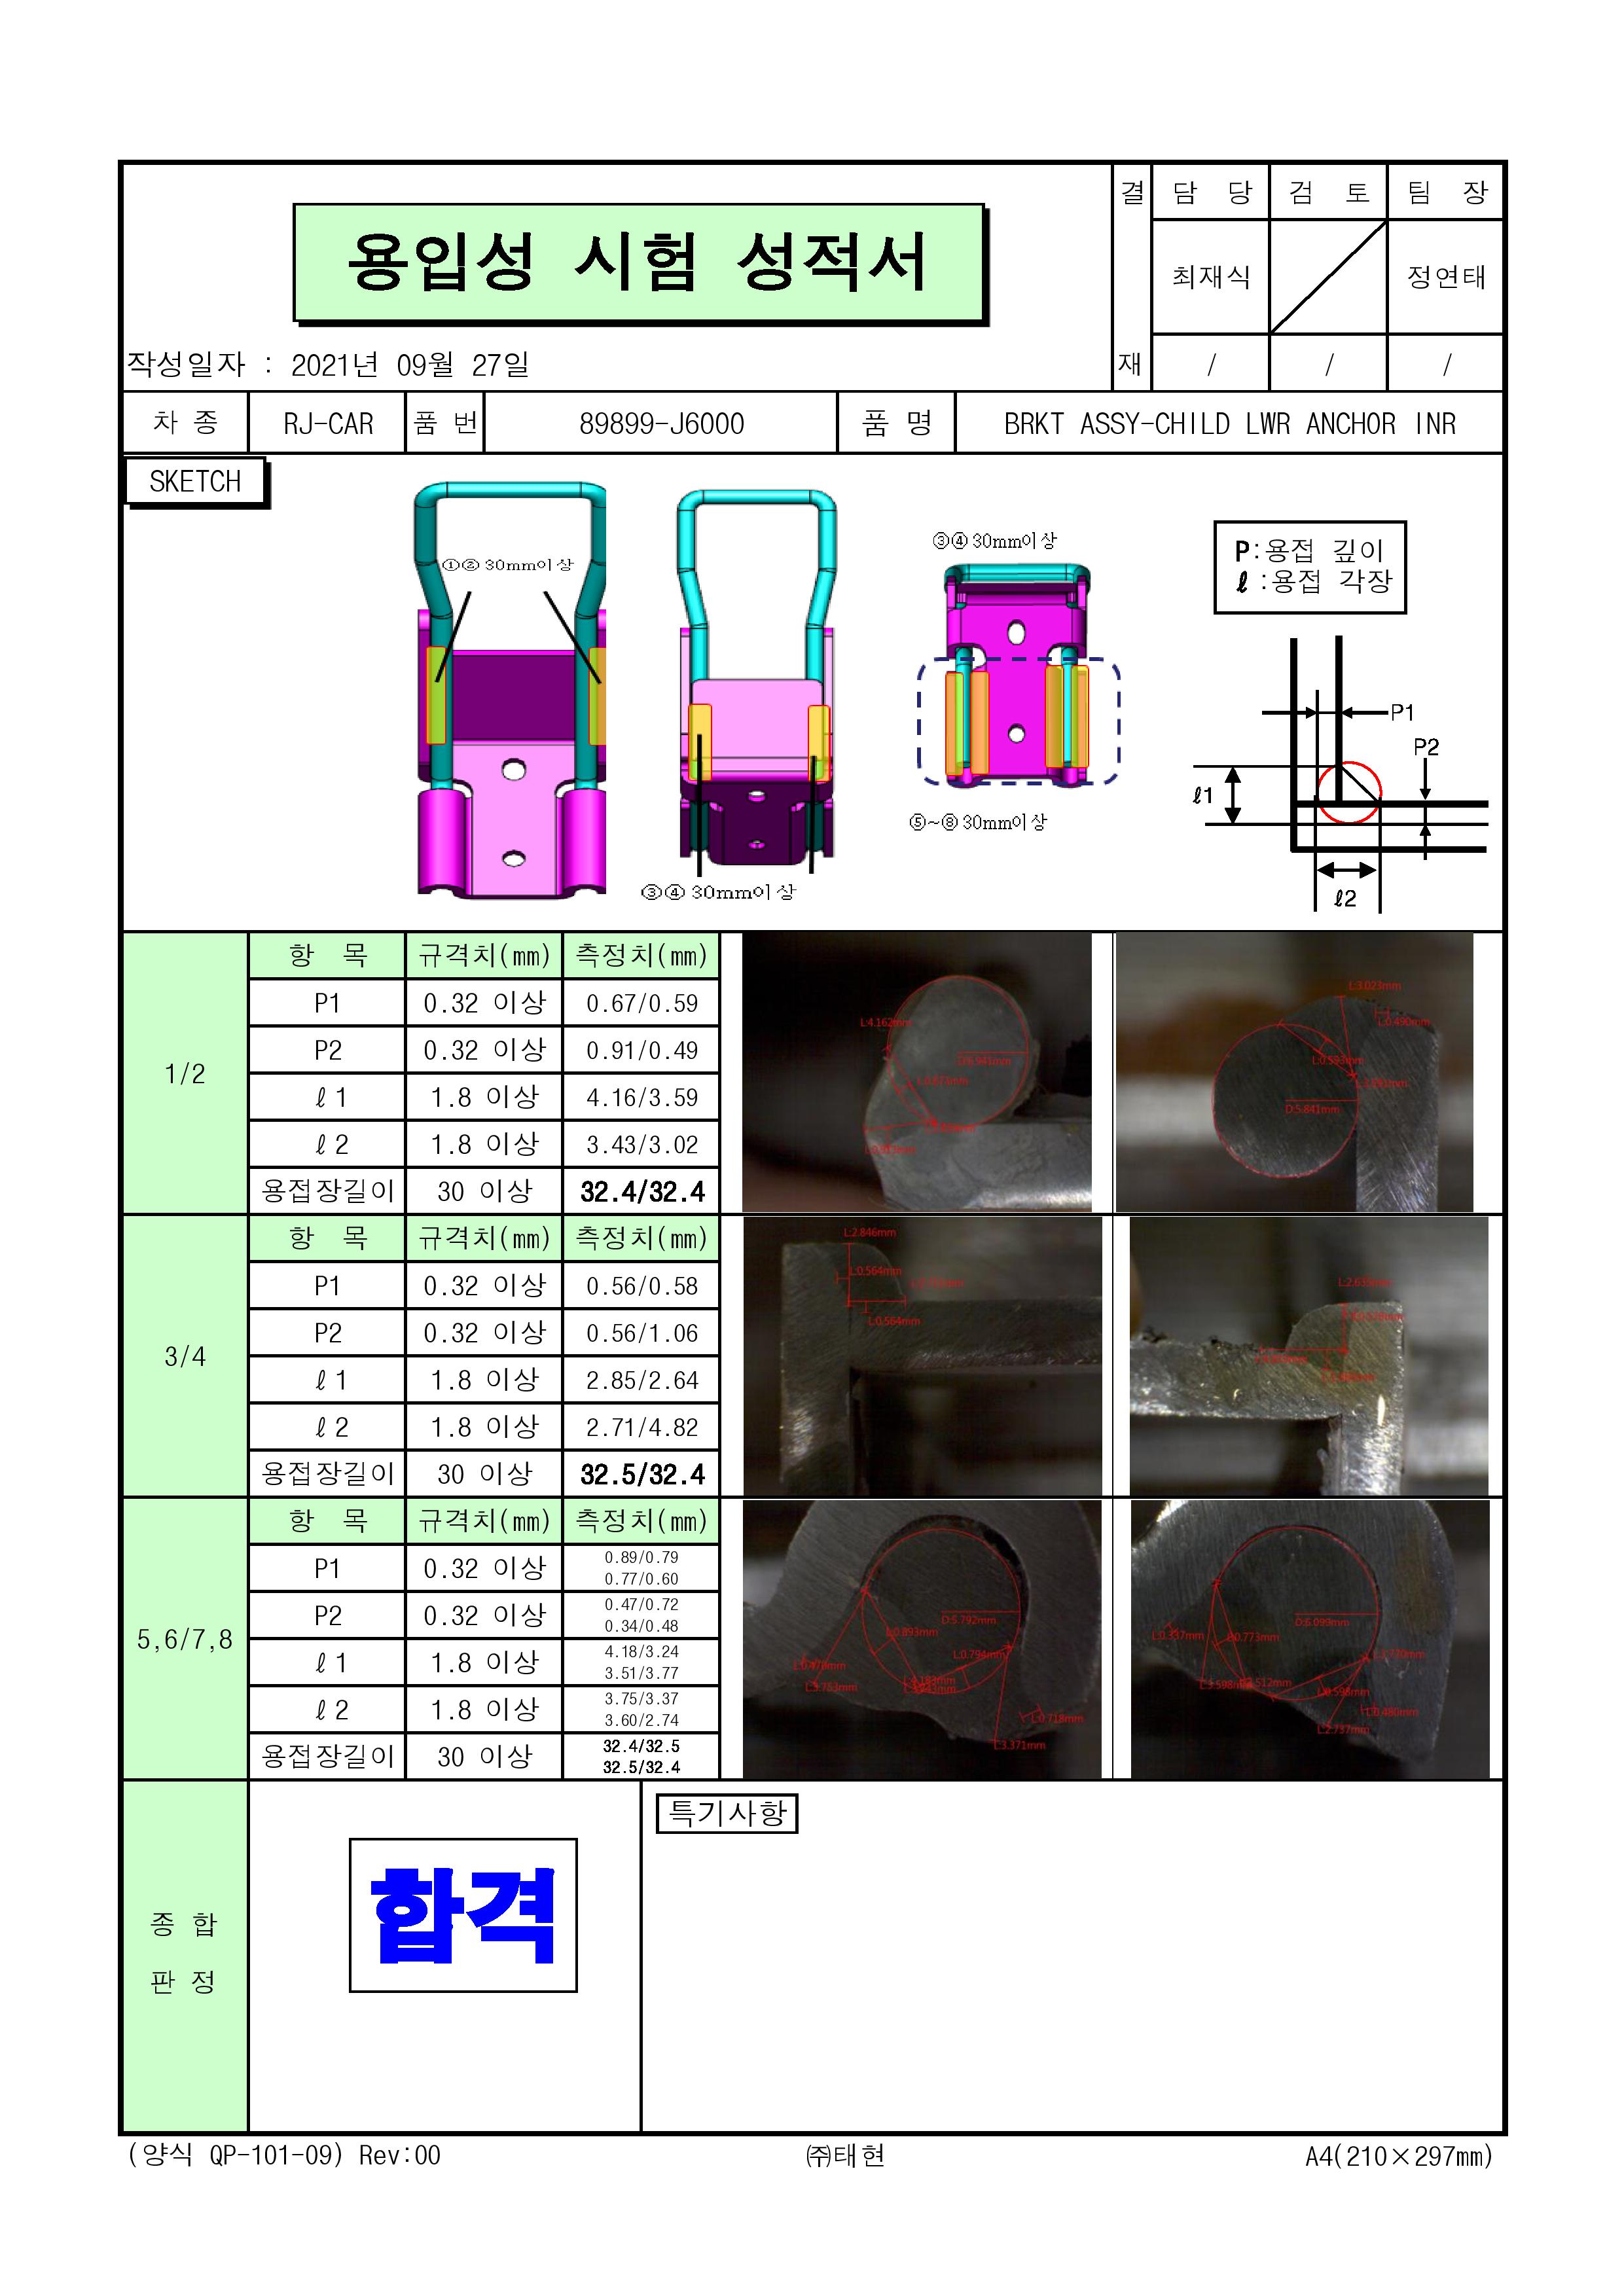 용입성 시험 성적서
결 재
담 당 검 토 팀 장
최재식 정연태
/ / /
작성일자 : 2021년 09월 27일
차 종 RJ-CAR 품 번 89899-J6000 품 명 BRKT ASSY-CHILD LWR ANCHOR INR
SKETCH
①② 30mm이상
③④ 30mm이상
③④ 30mm이상
⑤~⑧ 30mm이상
P:용접 깊이
ℓ :용접 각장
P1
P2
ℓ1
ℓ2
1/2
항 목 규격치(㎜) 측정치(㎜)
P1 0.32 이상 0.67/0.59
P2 0.32 이상 0.91/0.49
ℓ 1 1.8 이상 4.16/3.59
ℓ 2 1.8 이상 3.43/3.02
용접장길이 30 이상 32.4/32.4
L:4.162mm
L:3.023mm
L:0.490mm
L:0.593mm
D:5.841mm
3/4
항 목 규격치(㎜) 측정치(㎜)
P1 0.32 이상 0.56/0.58
P2 0.32 이상 0.56/1.06
ℓ 1 1.8 이상 2.85/2.64
ℓ 2 1.8 이상 2.71/4.82
용접장길이 30 이상 32.5/32.4
L:2.846mm
L:0.564mm
L:0.564mm
L:2.635mm
5,6/7,8
항 목 규격치(㎜) 측정치(㎜)
P1 0.32 이상 0.89/0.79
0.77/0.60
P2 0.32 이상 0.47/0.72
0.34/0.48
ℓ 1 1.8 이상 4.18/3.24
3.51/3.77
ℓ 2 1.8 이상 3.75/3.37
3.60/2.74
용접장길이 30 이상 32.4/32.5
32.5/32.4
D:5.792mm
L:0.893mm
L:0.794mm
L:3.753mm
L:0.718mm
L:3.371mm
D:6.099mm
L:0.337mm
L:0.773mm
L:2.737mm
종 합
판 정
합격
특기사항
(양식 QP-101-09) Rev:00 ㈜태현 A4(210×297㎜)